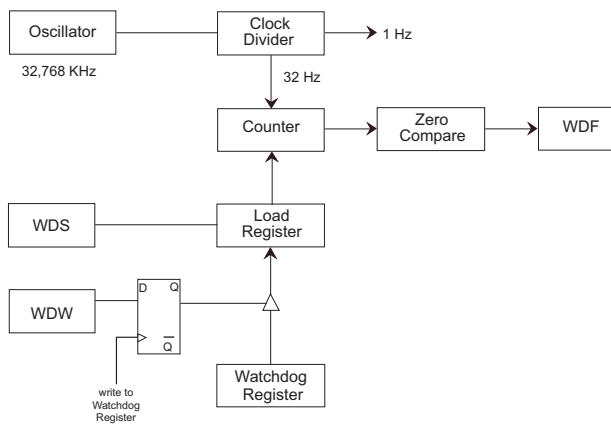 Oscillator
Clock
Divider
1 Hz
32,768 KHz
32 Hz
Counter
Zero
Compare
WDF
WDS
Load
Register
D Q
WDW
Q
write to
Watchdog
Register
Watchdog
Register